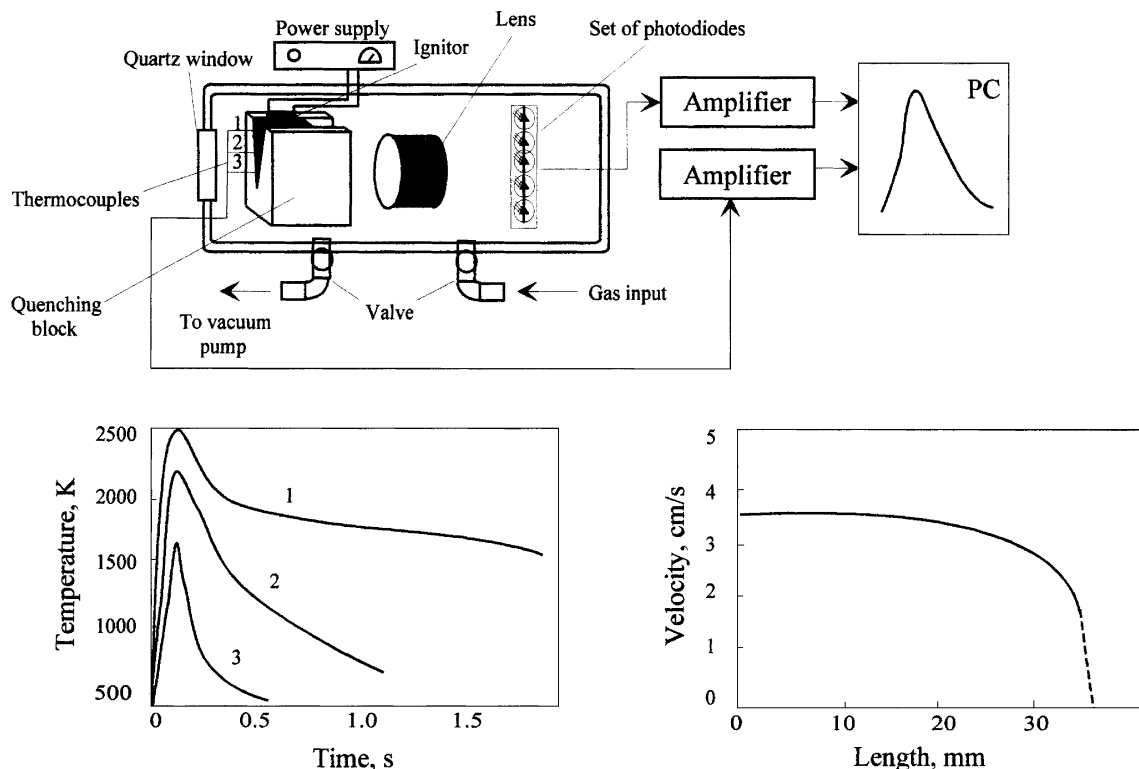 Lens
Power supply
Ignitor
Set of photodiodes
Quartz window
1
2
3
Amplifier
PC
Amplifier
Thermocouples
Quenching
block
Valve
Gas input
To vacuum
pump
2500
2000
1500
1000
500
Temperature, K
1
2
3
0
0.5
1.0
1.5
Time, s
5
4
3
2
1
0
Velocity, cm/s
0
10
20
30
Length, mm